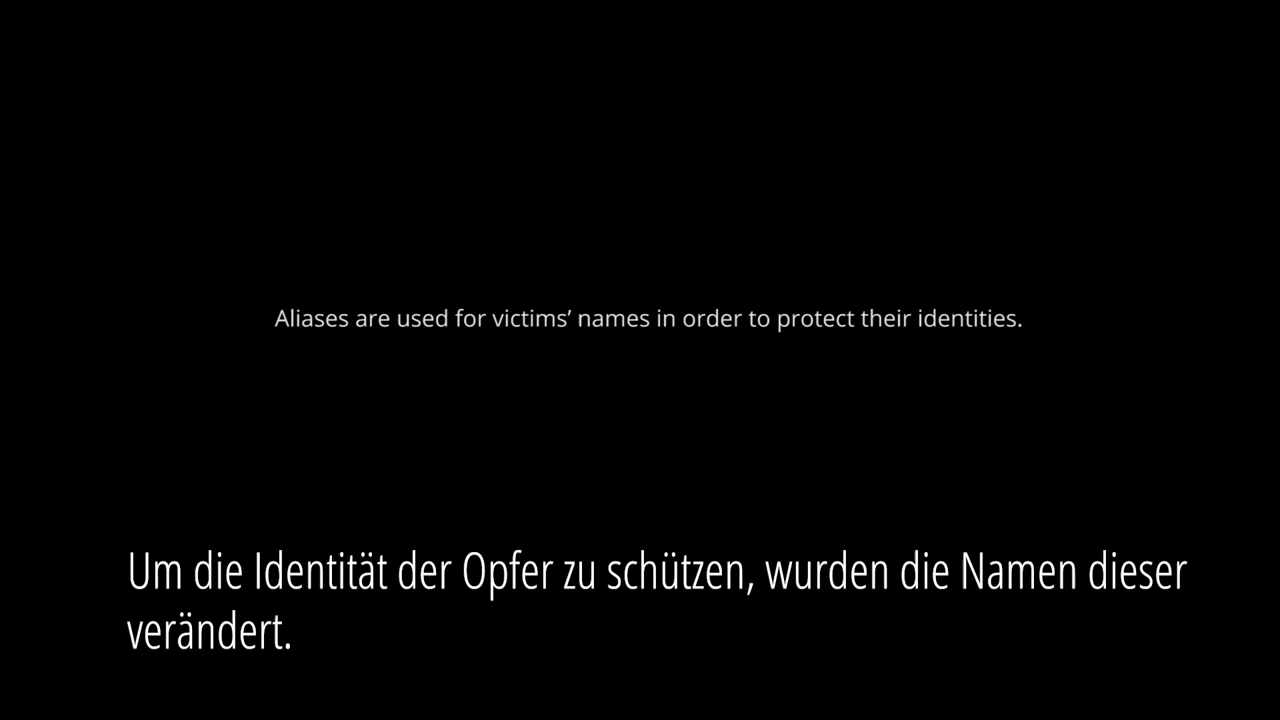 Aliases are used for victims’ names in order to protect their identities.
Um die Identität der Opfer zu schützen, wurden die Namen dieser
verändert.